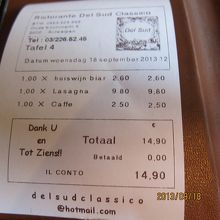 Ristorante Del Sud Classico
Antwerpen
Tel : 03/226.82.46
Tafel 4
Del Sud
Datum woensdag 18 september 2013 12
1,00 X huiswijn bier 2.60 2,60
1,00 X Lasagna 9.80 9,80
1,00 X Caffe 2.50 2,50
Dank U
en
Tot Ziens!!
Totaal 14,90
Betaald 0,00
IL CONTO 14,90
delsudclassico
@hotmail.com
2013/09/18